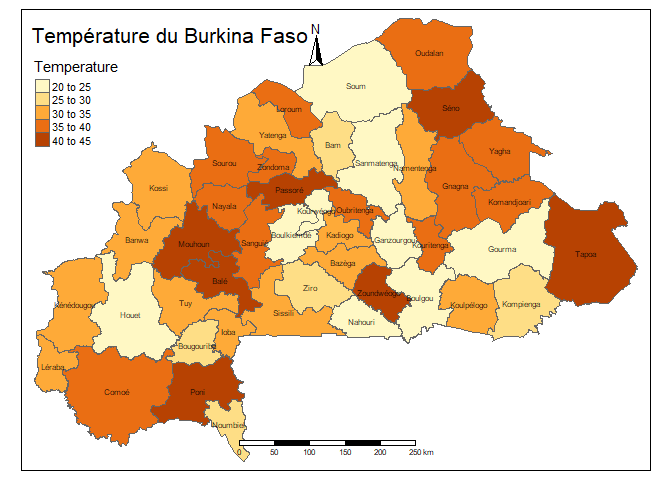 Température du Burkina Faso
N
Temperature
20 to 25
25 to 30
30 to 35
35 to 40
40 to 45
Oudalan
Soum
Séno
Loroum
Yatenga
Bam
Sanmatenga
Yagha
Sourou
Zondoma
Namentenga
Kossi
Passoré
Gnagna
Komandjoari
Nayala
Kourwéogo
Oubritenga
Banwa
Mouhoun
Sanguié
Boulkiemdé
Kadiogo
Ganzourgou
Kouritenga
Gourma
Tapoa
Bazéga
Balé
Ziro
Zoundwéogo
Boulgou
Kénédougou
Houet
Tuy
Sissili
Koulpélogo
Kompienga
Nahouri
Ioba
Bougouriba
Léraba
Comoé
Poni
Noumbiel
0 50 100 150 200 250 km